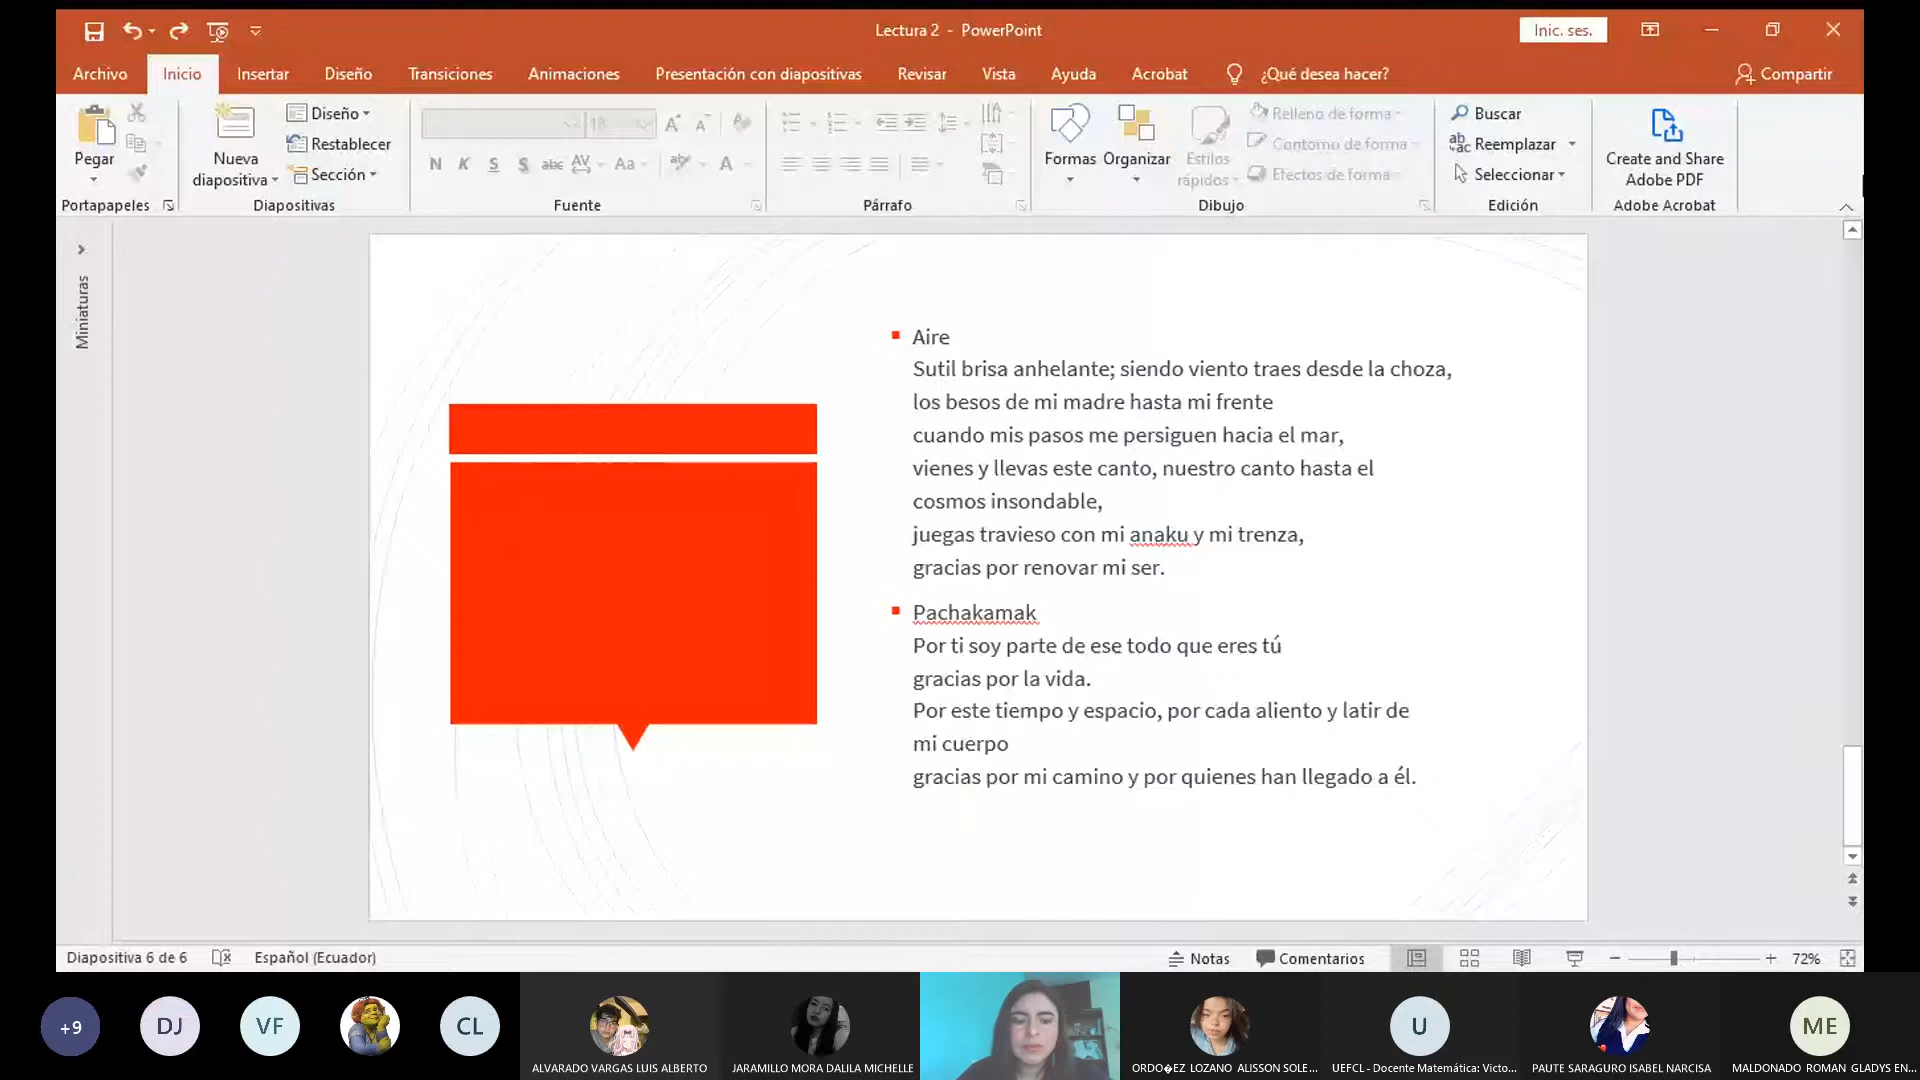 Lectura 2 - PowerPoint
Inic. ses.
Archivo Inicio Insertar Diseño Transiciones Animaciones Presentación con diapositivas Revisar Vista Ayuda Acrobat ¿Qué desea hacer? Compartir
Pegar
Portapapeles
Nueva diapositiva
Diseño
Restablecer
Sección
Diapositivas
18
N K S S abc AV Aa A
Fuente
Párrafo
Formas
Organizar
Estilos rápidos
Relleno de forma
Contorno de forma
Efectos de forma
Dibujo
Buscar
Reemplazar
Seleccionar
Edición
Create and Share
Adobe PDF
Adobe Acrobat
Miniaturas
Aire
Sutil brisa anhelante; siendo viento traes desde la choza,
los besos de mi madre hasta mi frente
cuando mis pasos me persiguen hacia el mar,
vienes y llevas este canto, nuestro canto hasta el
cosmos insondable,
juegas travieso con mi anaku y mi trenza,
gracias por renovar mi ser.
Pachakamak
Por ti soy parte de ese todo que eres tú
gracias por la vida.
Por este tiempo y espacio, por cada aliento y latir de
mi cuerpo
gracias por mi camino y por quienes han llegado a él.
Diapositiva 6 de 6 Español (Ecuador) Notas Comentarios 72%
+9 DJ VF CL U ME
ALVARADO VARGAS LUIS ALBERTO
JARAMILLO MORA DALILA MICHELLE
ORDO�EZ LOZANO ALISSON SOLE...
UEFCL - Docente Matemática: Victo...
PAUTE SARAGURO ISABEL NARCISA
MALDONADO ROMAN GLADYS EN...